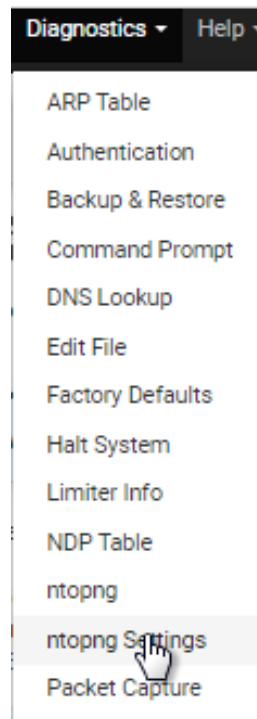 Diagnostics Help
ARP Table
Authentication
Backup & Restore
Command Prompt
DNS Lookup
Edit File
Factory Defaults
Halt System
Limiter Info
NDP Table
ntopng
ntopng Settings
Packet Capture